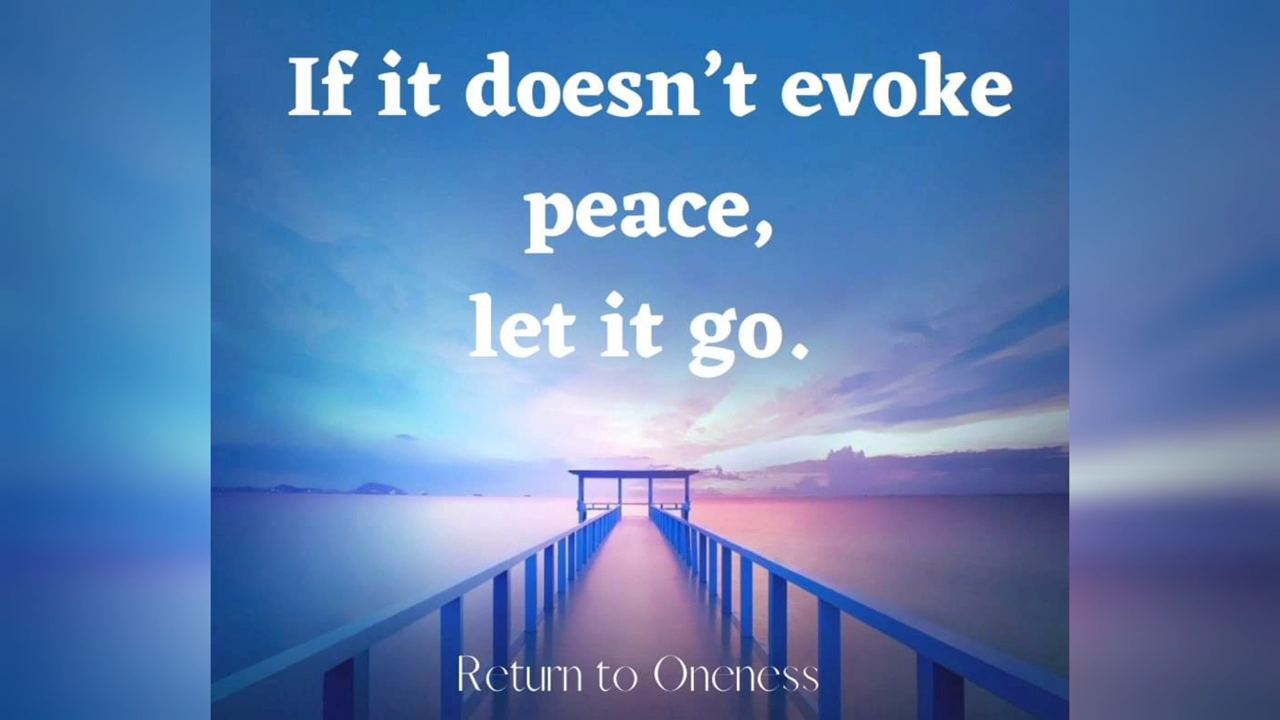 If it doesn’t evoke
peace,
let it go.
Return to Oneness